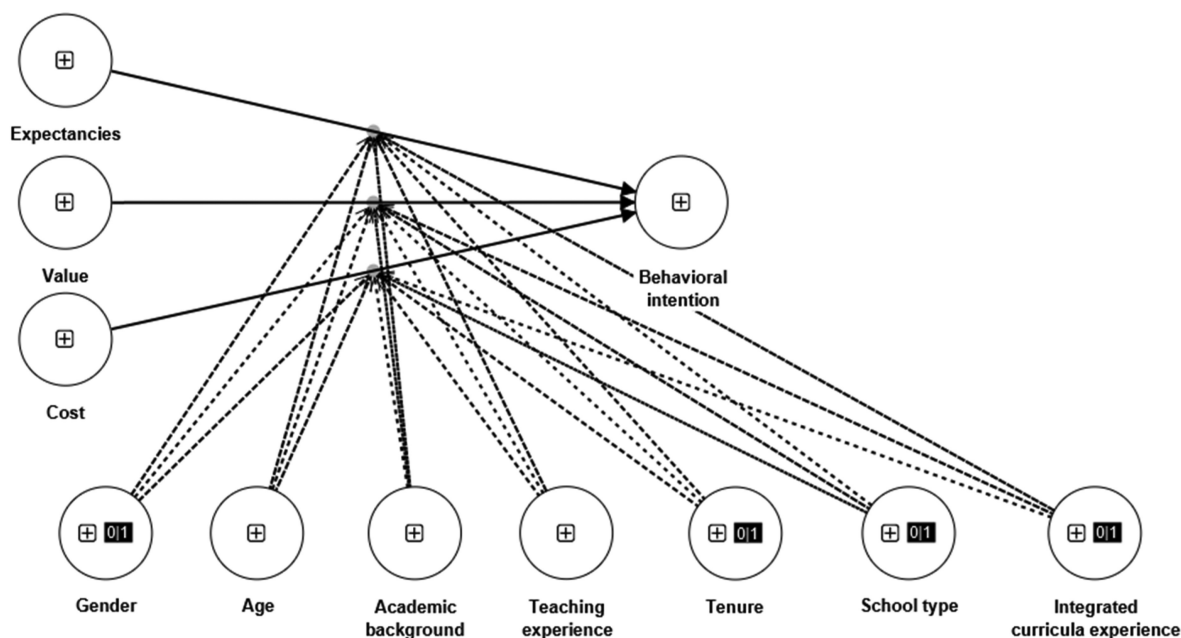 Expectancies
Value
Behavioral
intention
Cost
0|1
0|1
0|1
0|1
Gender
Age
Academic
background
Teaching
experience
Tenure
School type
Integrated
curricula experience